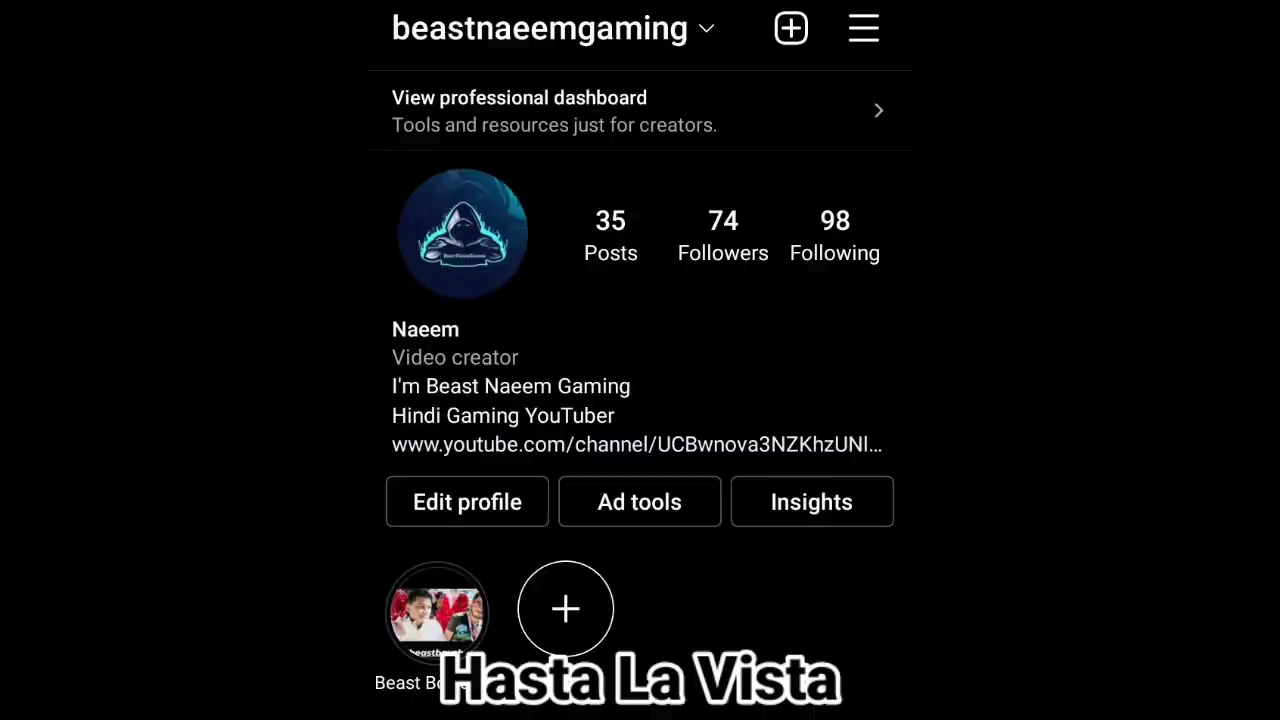 beastnaeemgaming
View professional dashboard
Tools and resources just for creators.
35
Posts
74
Followers
98
Following
Naeem
Video creator
I'm Beast Naeem Gaming
Hindi Gaming YouTuber
www.youtube.com/channel/UCBwnova3NZKhzUNl...
Edit profile
Ad tools
Insights
Beast
Hasta La Vista